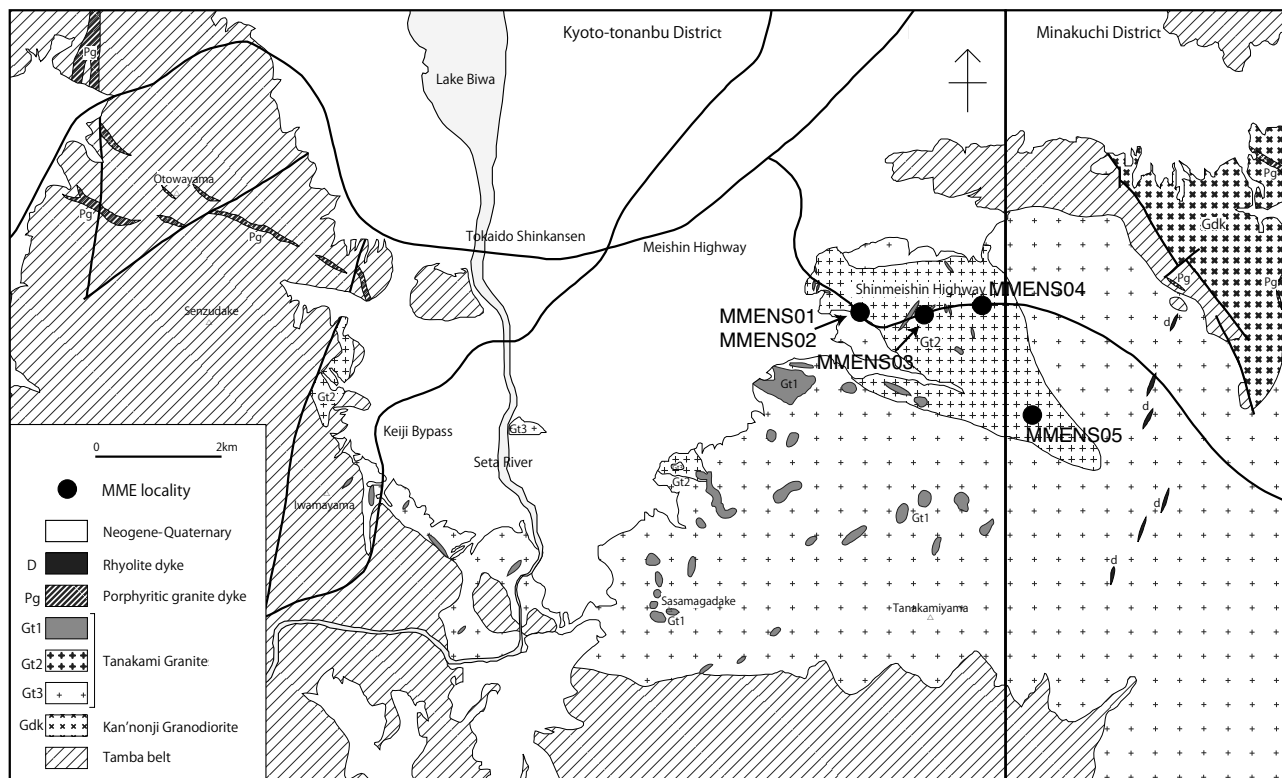 Kyoto-tonanbu District
Minakuchi District
Pg
Lake Biwa
Otowayama
Pg
Pg
Gdk
Pg
Tokaido Shinkansen
Meishin Highway
Pg
Pg
Senzudake
Shinmeishin Highway
MMENS04
MMENS01
MMENS02
d
Gt2
MMENS03
Gt1
Gt2
d
d
Keiji Bypass
Gt3
MMENS05
Seta River
Gt2
Iwamayama
d
Gt1
d
d
Sasamagadake
Gt1
Tanakamiyama
0 2km
MME locality
Neogene-Quaternary
D Rhyolite dyke
Pg Porphyritic granite dyke
Gt1
Gt2 Tanakami Granite
Gt3
Gdk Kan'nonji Granodiorite
Tamba belt